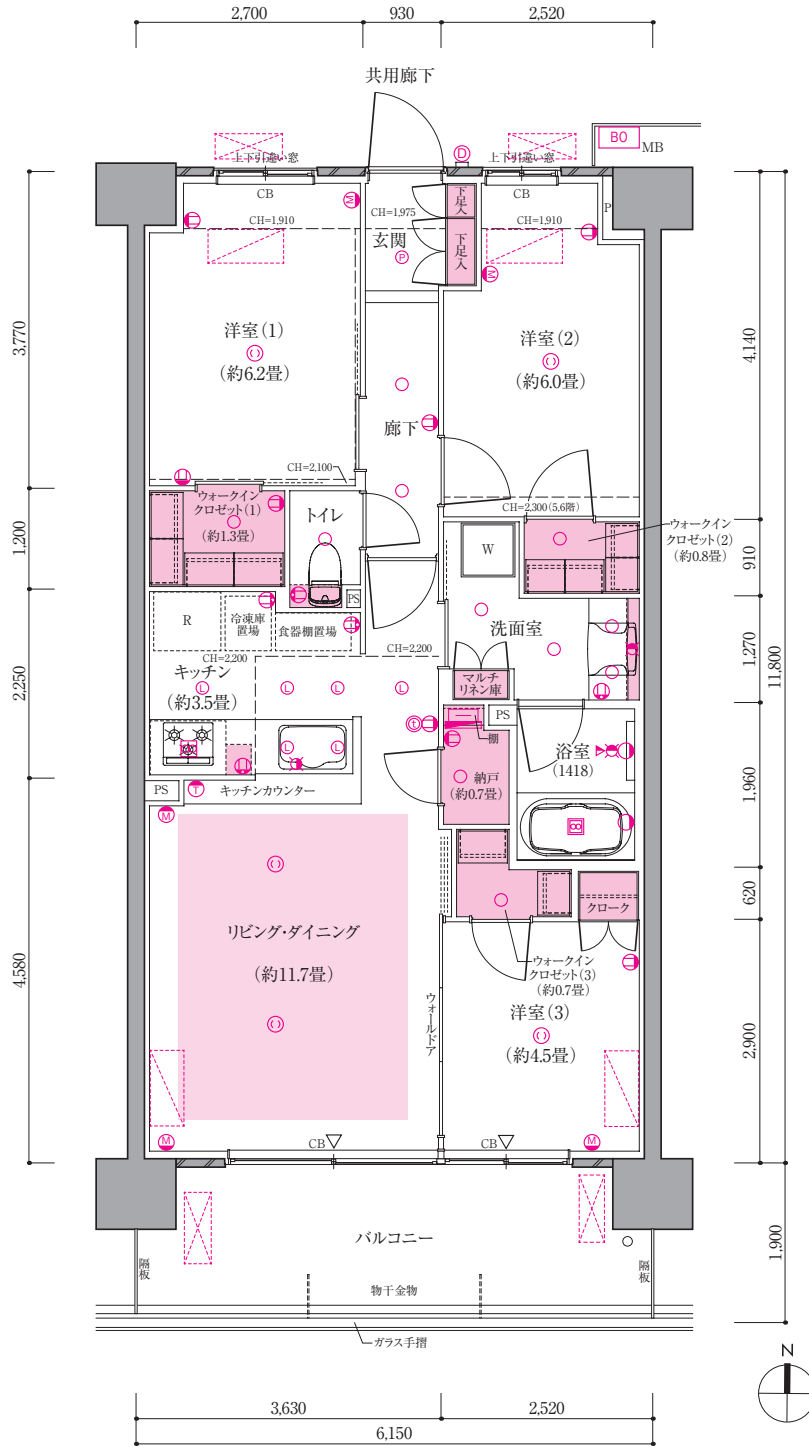 2,700
930
2,520
共用廊下
BO
MB
D
上下引違い窓
上下引違い窓
CB
CB
M
CH=1,910
CH=1,975
玄関
P
下足入
下足入
CH=1,910
P
M
3,770
4,140
洋室(1)
(約6.2畳)
洋室(2)
(約6.0畳)
廊下
CH=2,100
CH=2,300(5,6階)
ウォークイン
クロゼット(1)
(約1.3畳)
トイレ
PS
W
ウォークイン
クロゼット(2)
(約0.8畳)
1,200
910
R
冷凍庫
置場
食器棚置場
CH=2,200
CH=2,200
洗面室
キッチン
(約3.5畳)
L
L
L
L
L
L
マルチ
リネン庫
2,250
1,270
11,800
t
棚
PS
浴室
(1418)
納戸
(約0.7畳)
PS
T
キッチンカウンター
M
1,960
リビング・ダイニング
(約11.7畳)
クローク
620
ウォークイン
クロゼット(3)
(約0.7畳)
洋室(3)
(約4.5畳)
ウォールドア
4,580
2,900
M
M
CB
CB
バルコニー
隔板
隔板
物干金物
ガラス手摺
1,900
N
3,630
2,520
6,150